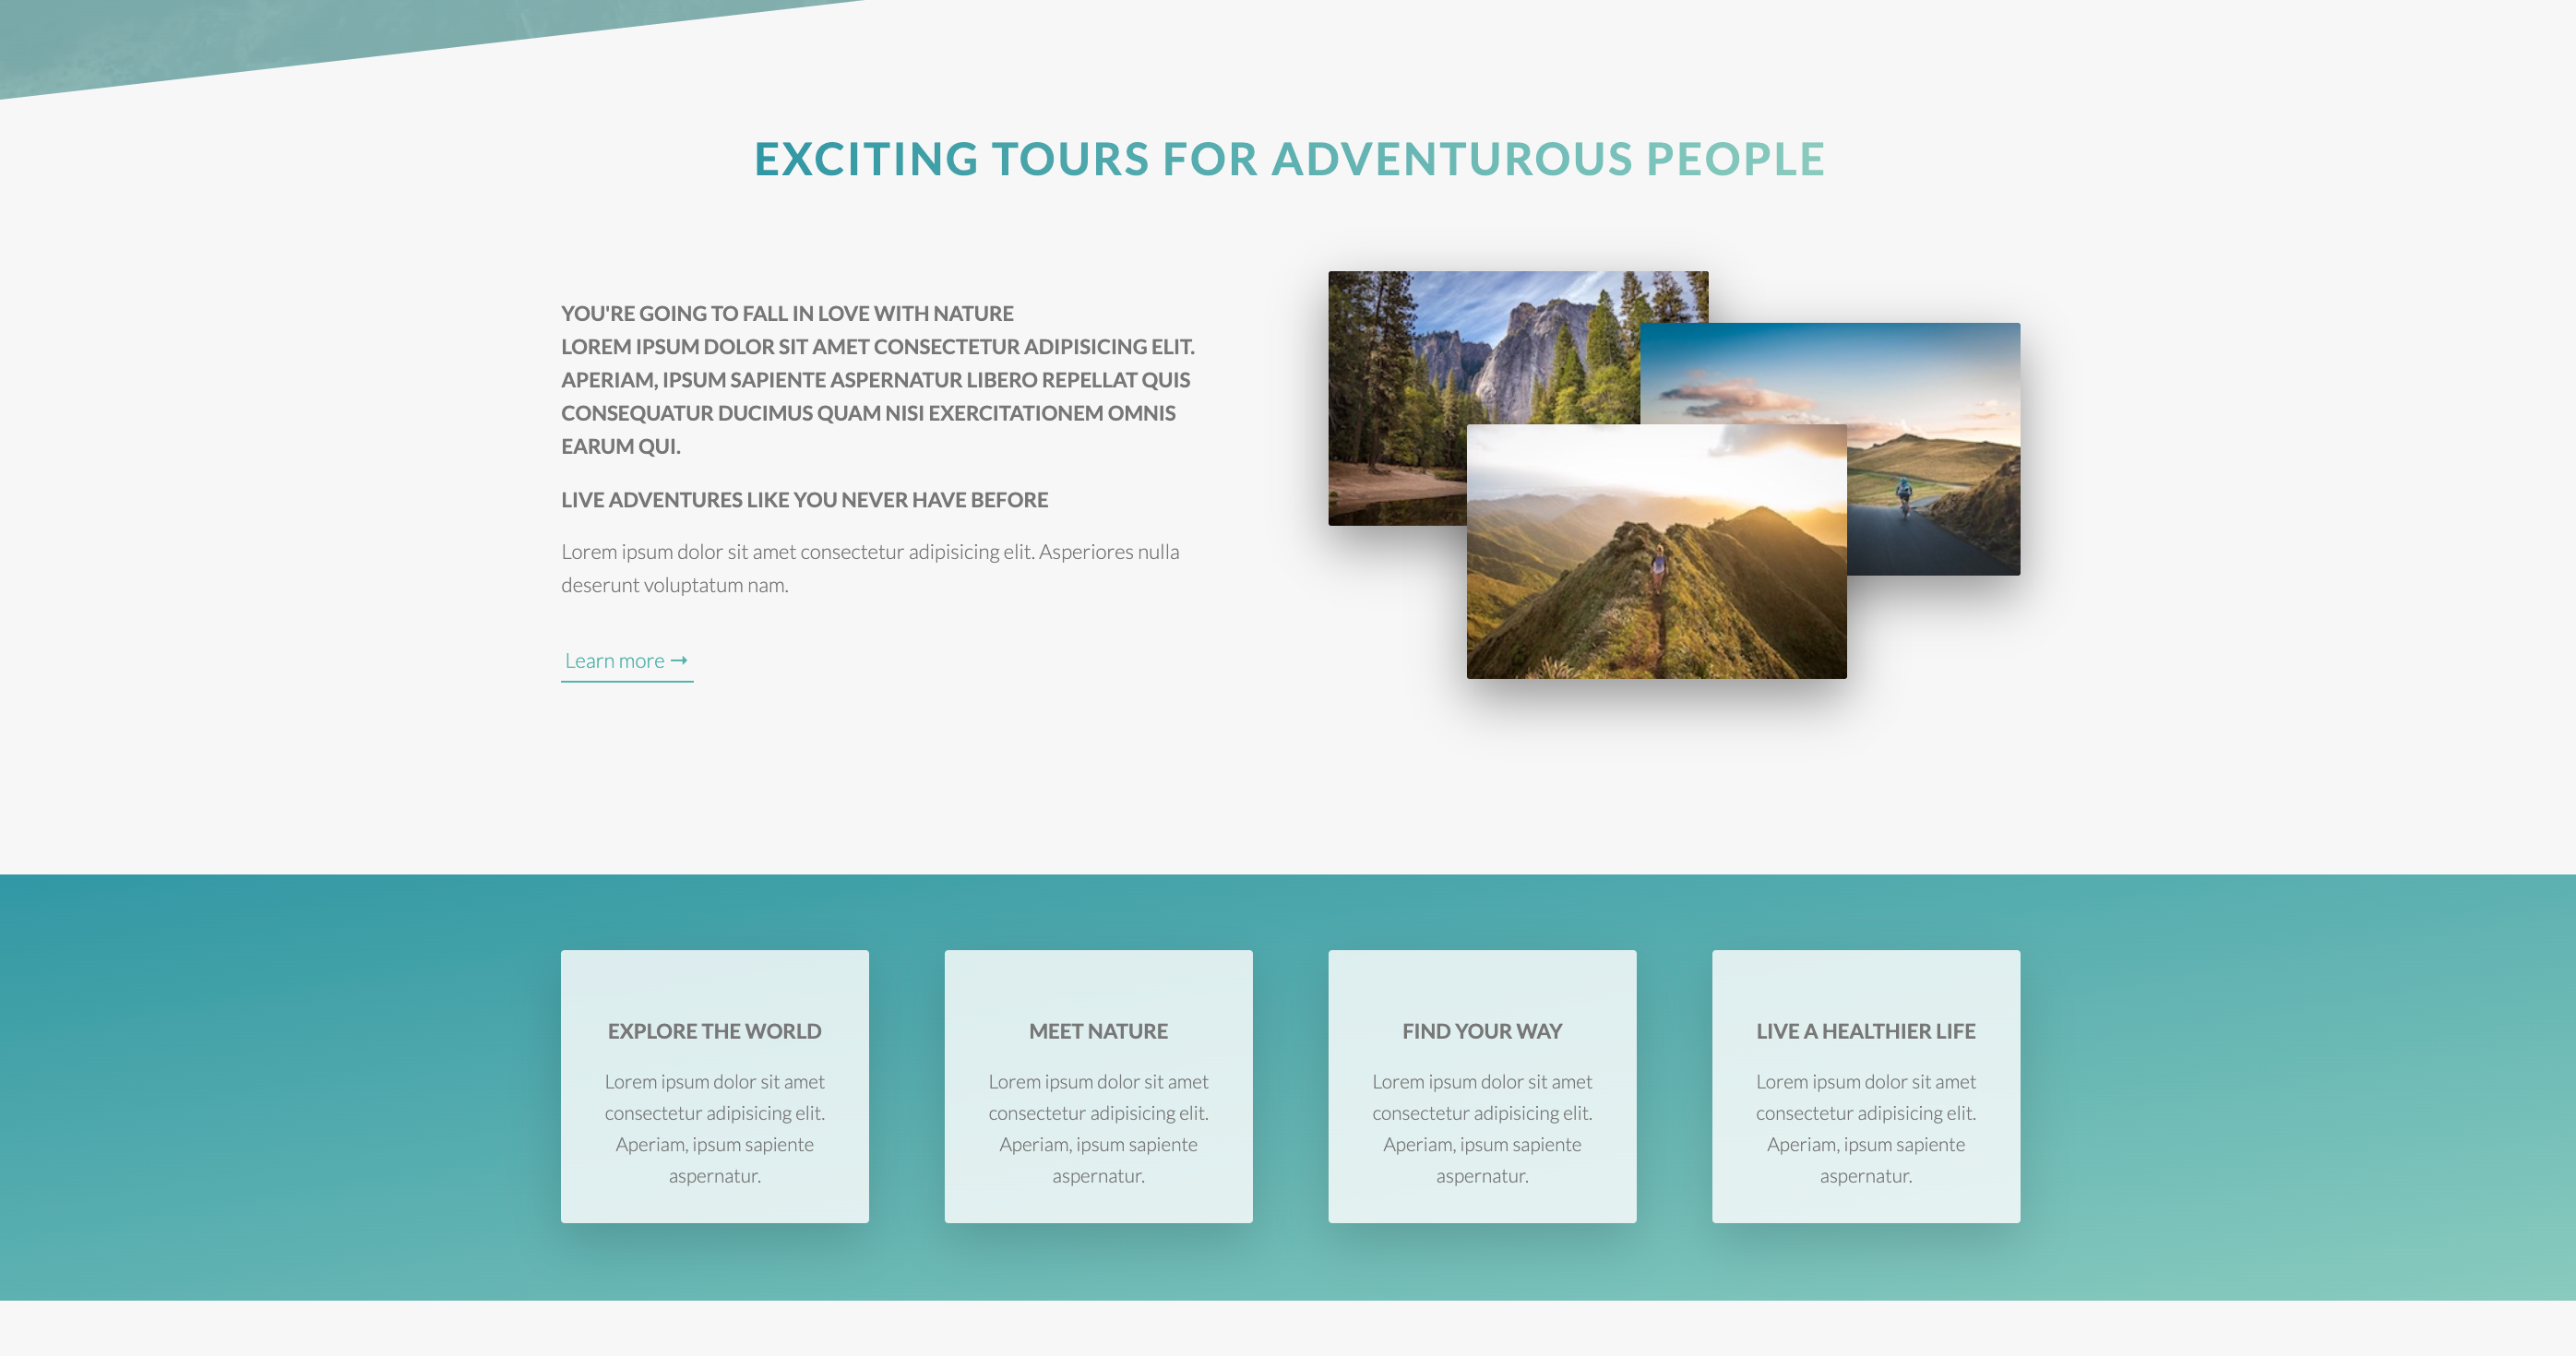 EXCITING TOURS FOR ADVENTUROUS PEOPLE
YOU'RE GOING TO FALL IN LOVE WITH NATURE
LOREM IPSUM DOLOR SIT AMET CONSECTETUR ADIPISICING ELIT.
APERIAM, IPSUM SAPIENTE ASPERNATUR LIBERO REPELLAT QUIS
CONSEQUATUR DUCIMUS QUAM NISI EXERCITATIONEM OMNIS
EARUM QUI.
LIVE ADVENTURES LIKE YOU NEVER HAVE BEFORE
Lorem ipsum dolor sit amet consectetur adipisicing elit. Asperiores nulla
deserunt voluptatum nam.
Learn more →
EXPLORE THE WORLD
Lorem ipsum dolor sit amet
consectetur adipisicing elit.
Aperiam, ipsum sapiente
aspernatur.
MEET NATURE
Lorem ipsum dolor sit amet
consectetur adipisicing elit.
Aperiam, ipsum sapiente
aspernatur.
FIND YOUR WAY
Lorem ipsum dolor sit amet
consectetur adipisicing elit.
Aperiam, ipsum sapiente
aspernatur.
LIVE A HEALTHIER LIFE
Lorem ipsum dolor sit amet
consectetur adipisicing elit.
Aperiam, ipsum sapiente
aspernatur.